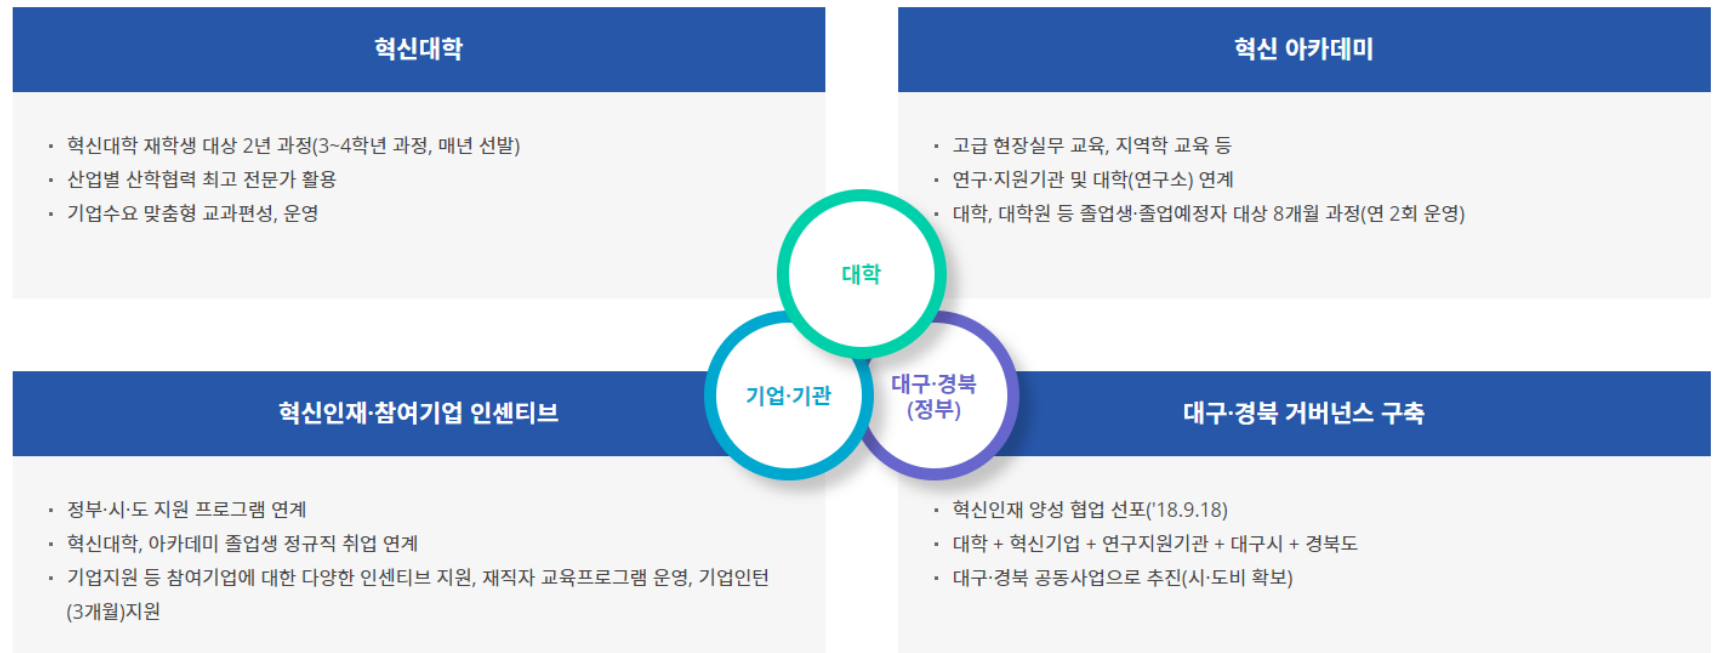 혁신대학
· 혁신대학 재학생 대상 2년 과정(3~4학년 과정, 매년 선발)
· 산업별 산학협력 최고 전문가 활용
· 기업수요 맞춤형 교과편성, 운영
혁신 아카데미
· 고급 현장실무 교육, 지역학 교육 등
· 연구·지원기관 및 대학(연구소) 연계
· 대학, 대학원 등 졸업생·졸업예정자 대상 8개월 과정(연 2회 운영)
대학
기업·기관
대구·경북
(정부)
혁신인재·참여기업 인센티브
· 정부·시·도 지원 프로그램 연계
· 혁신대학, 아카데미 졸업생 정규직 취업 연계
· 기업지원 등 참여기업에 대한 다양한 인센티브 지원, 재직자 교육프로그램 운영, 기업인턴
(3개월)지원
대구·경북 거버넌스 구축
· 혁신인재 양성 협업 선포('18.9.18)
· 대학 + 혁신기업 + 연구지원기관 + 대구시 + 경북도
· 대구·경북 공동사업으로 추진(시·도비 확보)